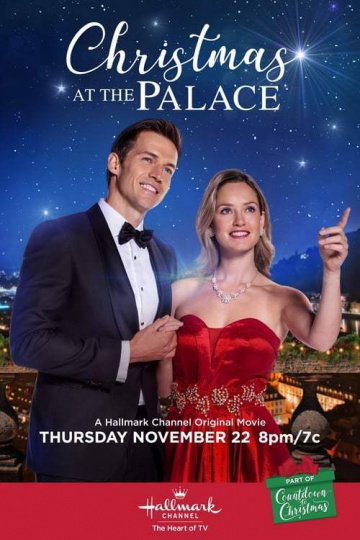 Christmas
AT THE PALACE
A Hallmark Channel Original Movie
THURSDAY NOVEMBER 22 8pm/7c
Hallmark
CHANNEL
The Heart of TV
PART OF
Countdown
to
Christmas